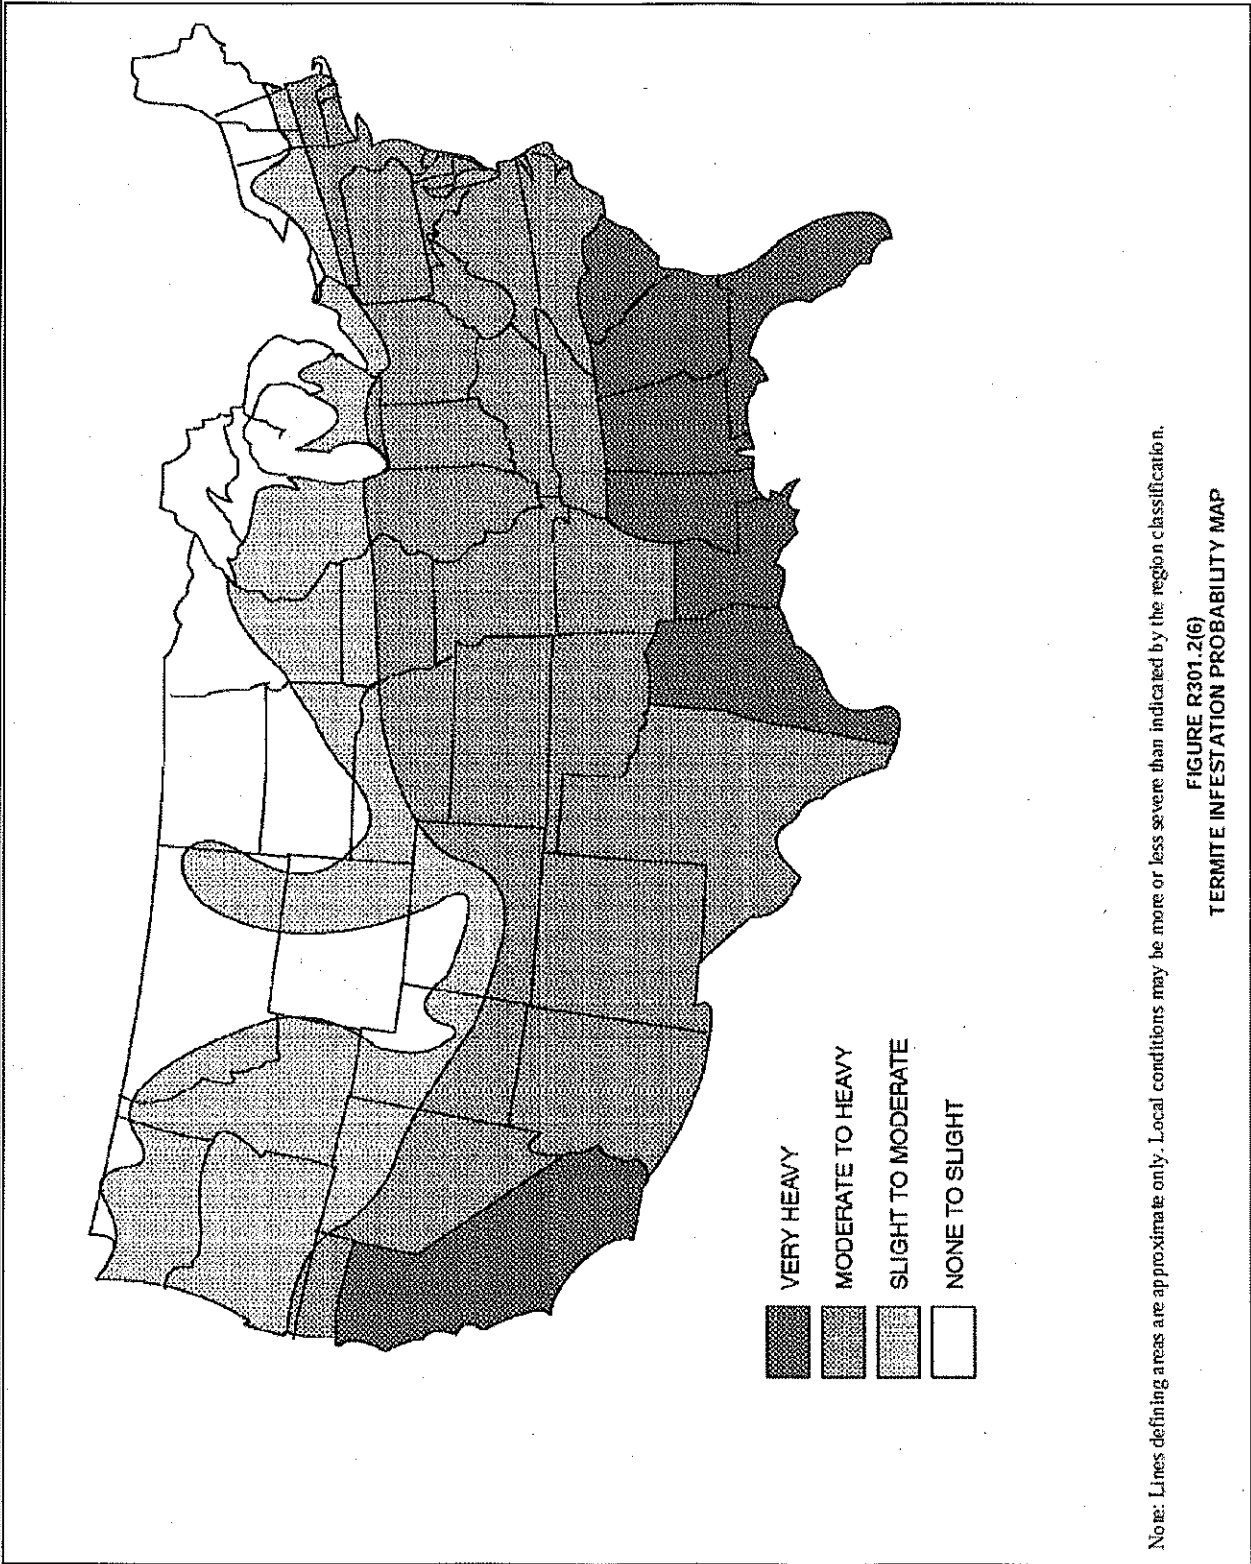 VERY HEAVY
MODERATE TO HEAVY
SLIGHT TO MODERATE
NONE TO SLIGHT
Note: Lines defining areas are approximate only. Local conditions may be more or less severe than indicated by the region classification.
FIGURE R301.2(6)
TERMITE INFESTATION PROBABILITY MAP